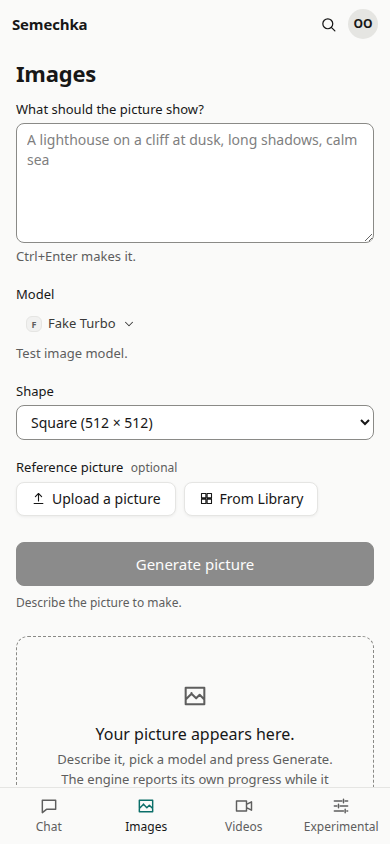 Semechka
OO
Images
What should the picture show?
A lighthouse on a cliff at dusk, long shadows, calm
sea
Ctrl+Enter makes it.
Model
F Fake Turbo
Test image model.
Shape
Square (512 × 512)
Reference picture optional
Upload a picture
From Library
Generate picture
Describe the picture to make.
Your picture appears here.
Describe it, pick a model and press Generate.
The engine reports its own progress while it
Chat
Images
Videos
Experimental